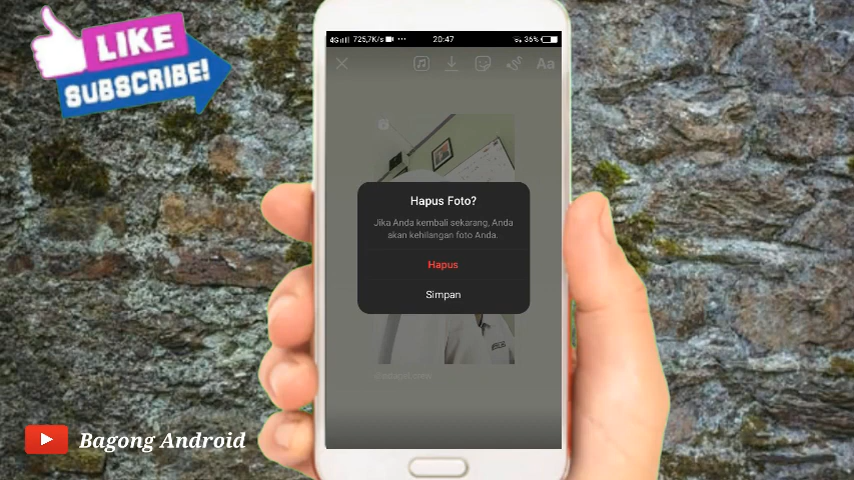 LIKE
SUBSCRIBE!
4G 725,7K/s ··· 20:47 36%
Aa
Hapus Foto?
Jika Anda kembali sekarang, Anda
akan kehilangan foto Anda.
Hapus
Simpan
Bagong Android